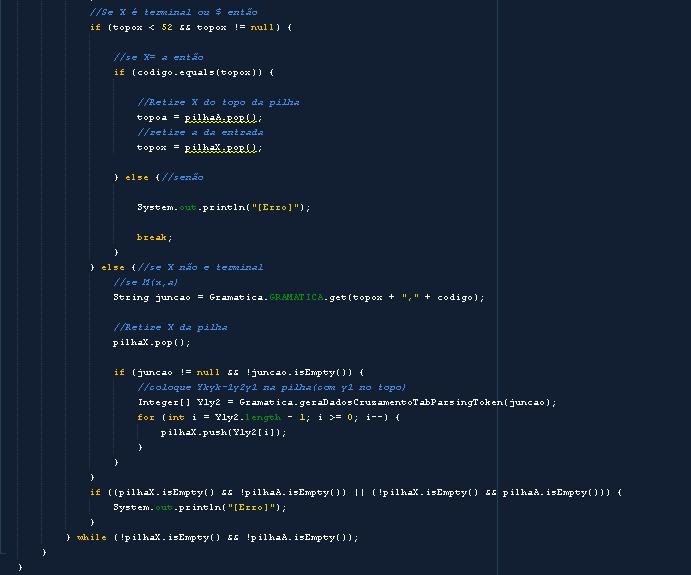 //Se X é terminal ou $ então
if (topox < 52 && topox != null) {
//se X= a então
if (codigo.equals(topox)) {
//Retire X do topo da pilha
topoa = pilhaA.pop();
//retire a da entrada
topox = pilhaX.pop();
} else {//senão
System.out.println("[Erro]");
break;
}
} else {//se X não e terminal
//se M(x,a)
String juncao = Gramatica.GRAMATICA.get(topox + "," + codigo);
//Retire X da pilha
pilhaX.pop();
if (juncao != null && !juncao.isEmpty()) {
//coloque Ykyk-1y2y1 na pilha(com y1 no topo)
Integer[] Y1y2 = Gramatica.geraDadosCruzamentoTabParsingToken(juncao);
for (int i = Y1y2.length - 1; i >= 0; i--) {
pilhaX.push(Y1y2[i]);
}
}
}
if ((pilhaX.isEmpty() && !pilhaA.isEmpty()) || (!pilhaX.isEmpty() && pilhaA.isEmpty())) {
System.out.println("[Erro]");
}
} while (!pilhaX.isEmpty() && !pilhaA.isEmpty());
}
}